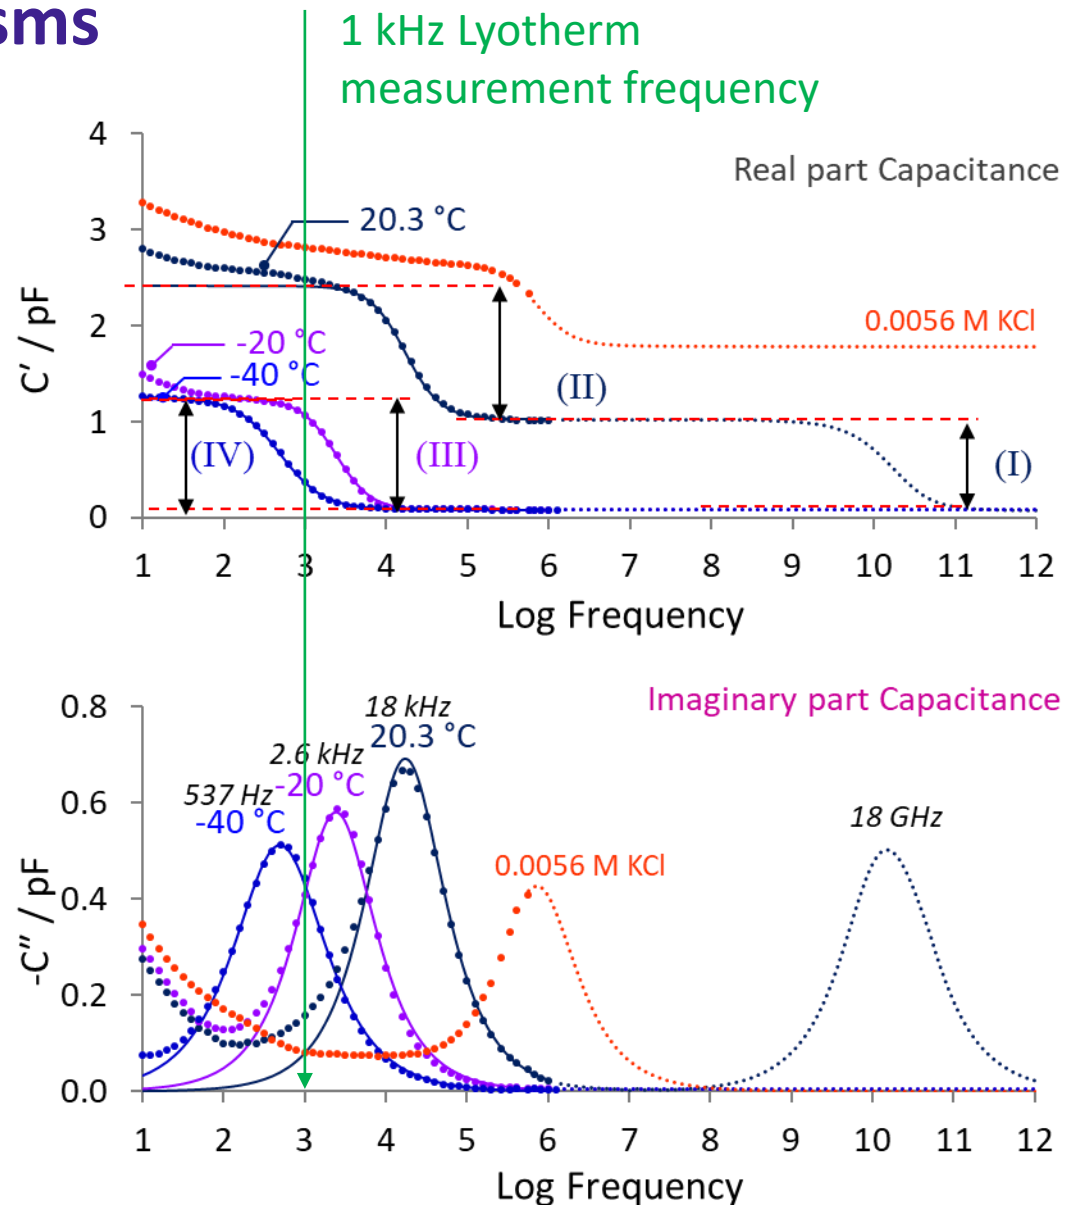 sms
1 kHz Lyotherm
measurement frequency
Real part Capacitance
C′ / pF
4
3
2
1
0
20.3 °C
-20 °C
-40 °C
0.0056 M KCl
(II)
(IV)
(III)
(I)
1 2 3 4 5 6 7 8 9 10 11 12
Log Frequency
Imaginary part Capacitance
-C″ / pF
0.8
0.6
0.4
0.2
0.0
18 kHz
20.3 °C
2.6 kHz
-20 °C
537 Hz
-40 °C
0.0056 M KCl
18 GHz
1 2 3 4 5 6 7 8 9 10 11 12
Log Frequency